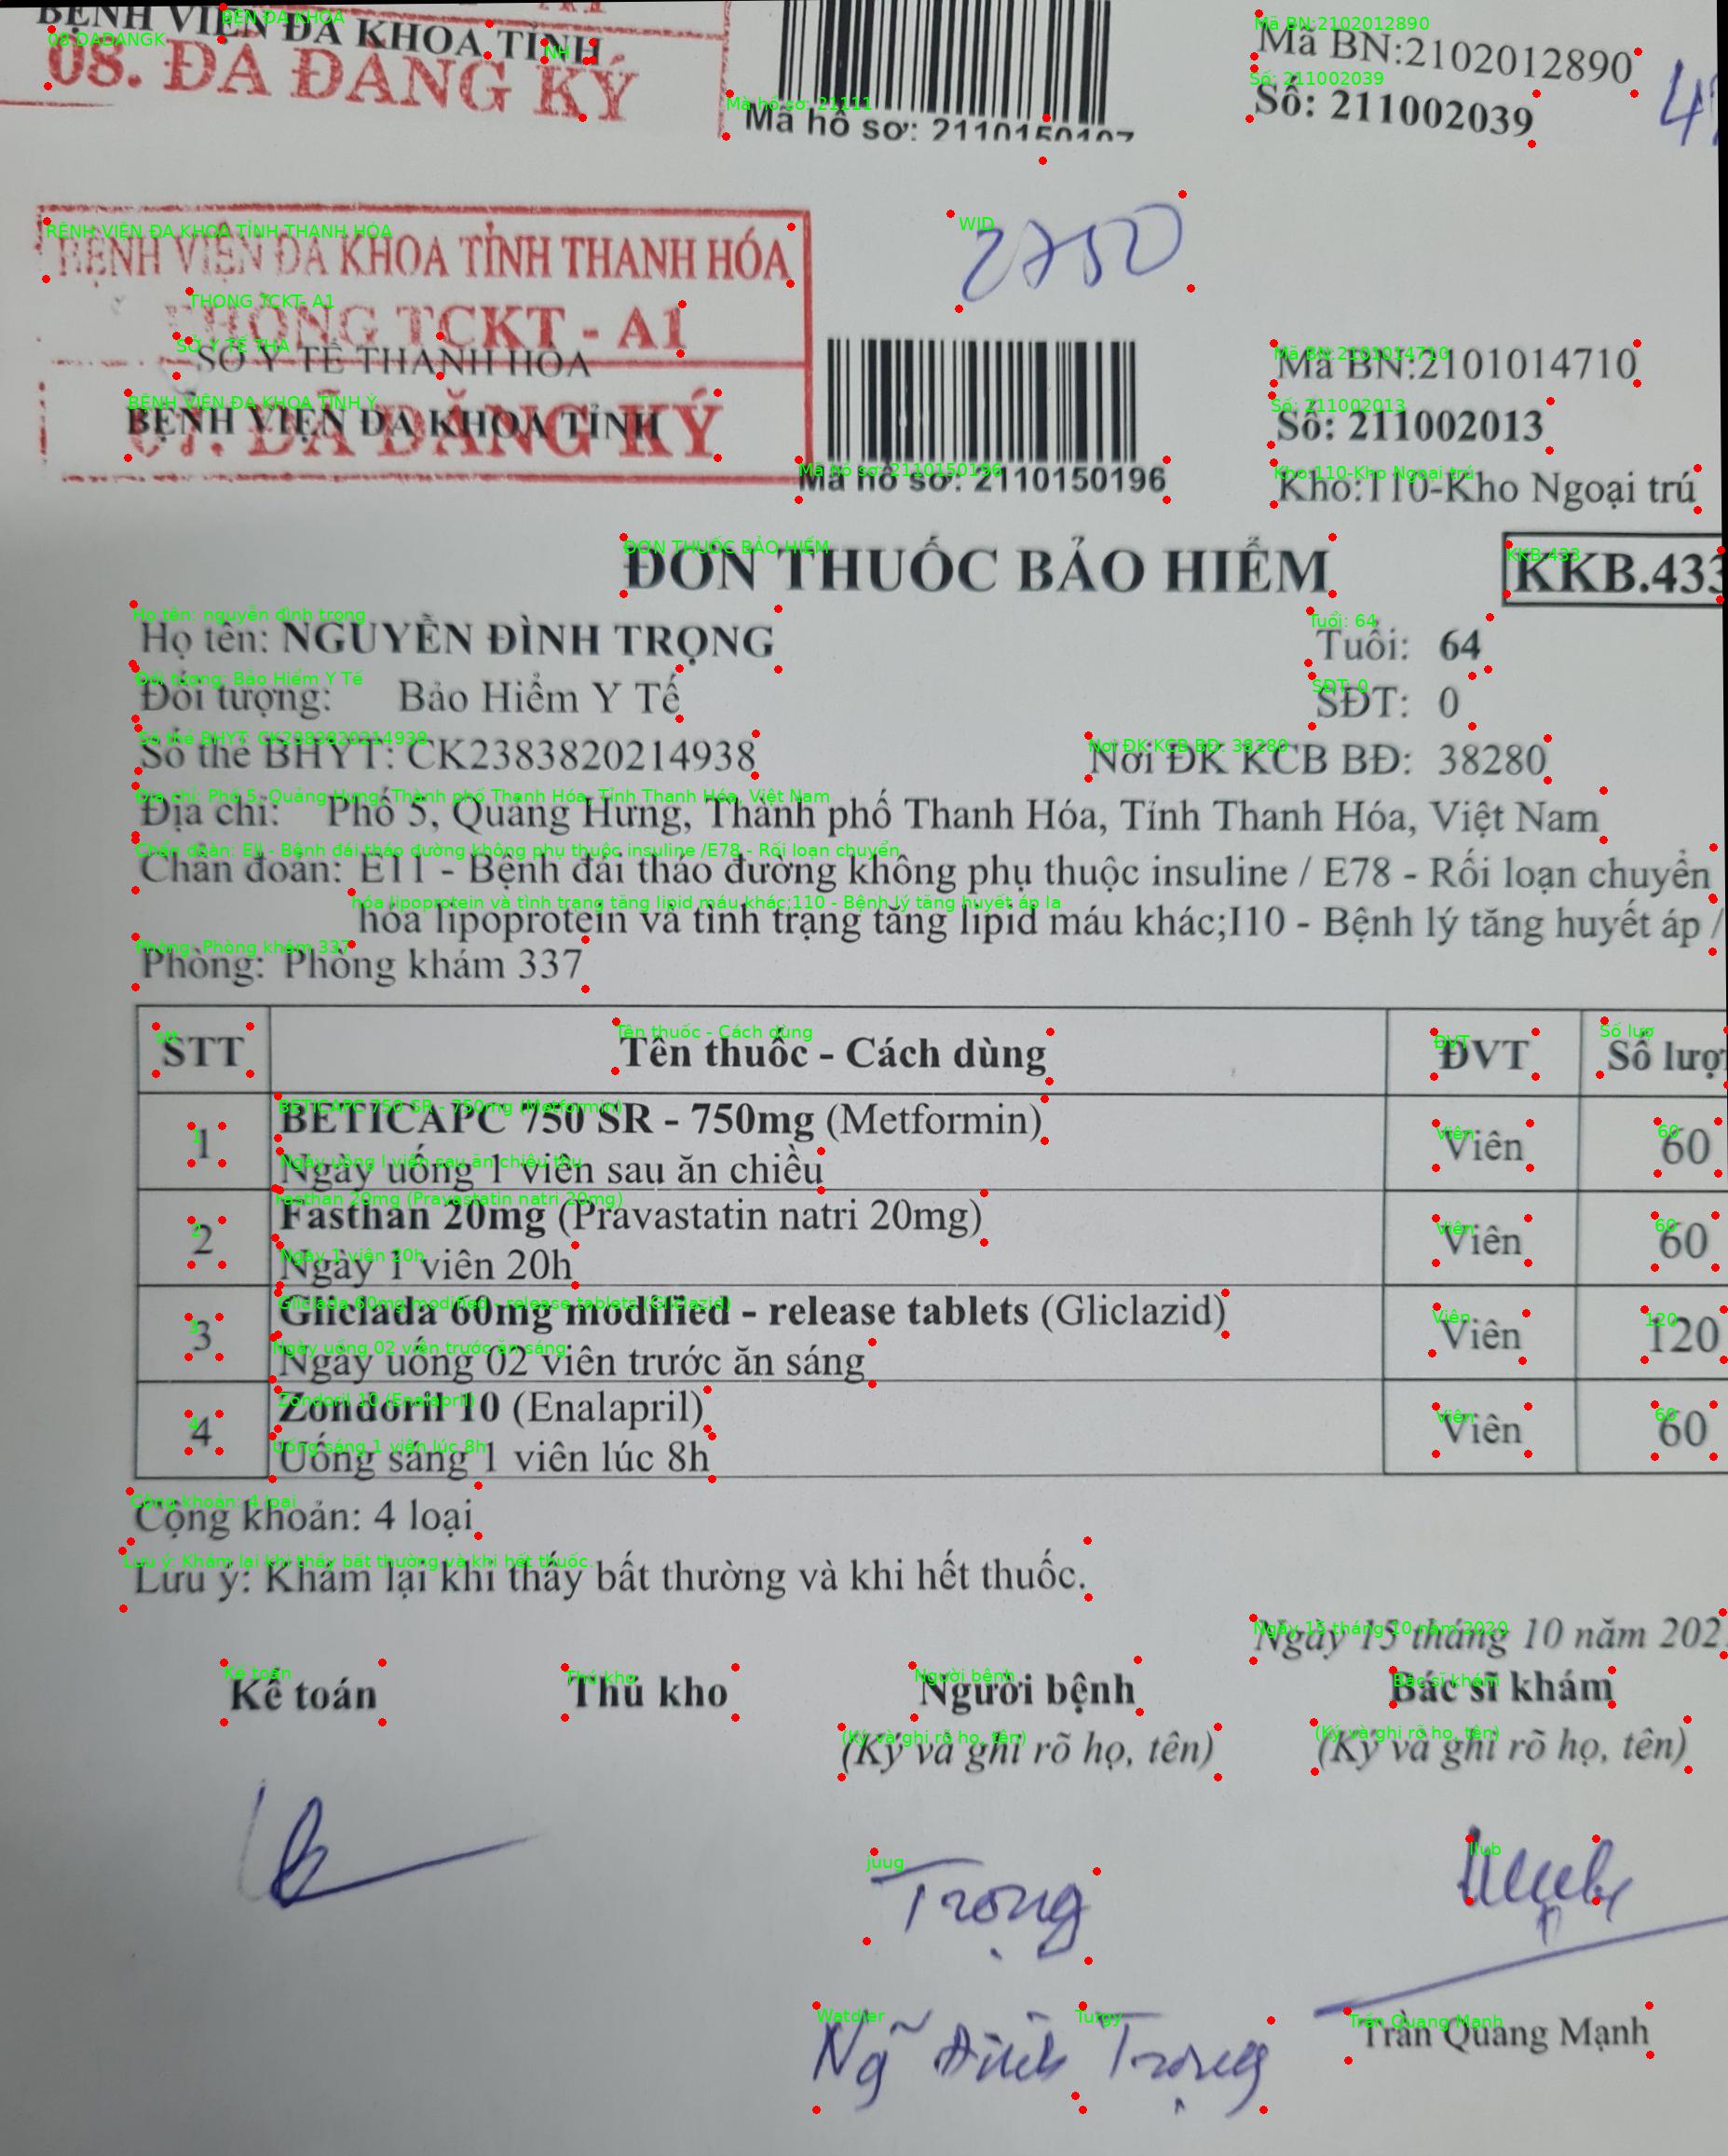 BỆNH VIỆN ĐA KHOA TỈNH
08. ĐÃ ĐĂNG KÝ
Mã BN:2102012890
Số: 211002039
Mã hồ sơ: 2110150197
2750
BỆNH VIỆN ĐA KHOA TỈNH THANH HÓA
PHÒNG TCKT - A1
SỞ Y TẾ THANH HÓA
BỆNH VIỆN ĐA KHOA TỈNH
07. ĐÃ ĐĂNG KÝ
Mã hồ sơ: 2110150196
Mã BN:2101014710
Số: 211002013
Kho:110-Kho Ngoại trú
ĐƠN THUỐC BẢO HIỂM
KKB.433
Họ tên: NGUYỄN ĐÌNH TRỌNG Tuổi: 64
Đối tượng: Bảo Hiểm Y Tế SĐT: 0
Số thẻ BHYT: CK2383820214938 Nơi ĐK KCB BĐ: 38280
Địa chỉ: Phố 5, Quảng Hưng, Thành phố Thanh Hóa, Tỉnh Thanh Hóa, Việt Nam
Chẩn đoán: E11 - Bệnh đái tháo đường không phụ thuộc insuline / E78 - Rối loạn chuyển
hóa lipoprotein và tình trạng tăng lipid máu khác;I10 - Bệnh lý tăng huyết áp /
Phòng: Phòng khám 337
STT Tên thuốc - Cách dùng ĐVT Số lượ
1 BETICAPC 750 SR - 750mg (Metformin) Viên 60
Ngày uống 1 viên sau ăn chiều
2 Fasthan 20mg (Pravastatin natri 20mg) Viên 60
Ngày 1 viên 20h
3 Gliclada 60mg modified - release tablets (Gliclazid) Viên 120
Ngày uống 02 viên trước ăn sáng
4 Zondoril 10 (Enalapril) Viên 60
Uống sáng 1 viên lúc 8h
Cộng khoản: 4 loại
Lưu ý: Khám lại khi thấy bất thường và khi hết thuốc.
Ngày 15 tháng 10 năm 202
Kế toán Thủ kho Người bệnh Bác sĩ khám
(Ký và ghi rõ họ, tên) (Ký và ghi rõ họ, tên)
Trọng
Ng~ Đình Trọng
Trần Quang Mạnh